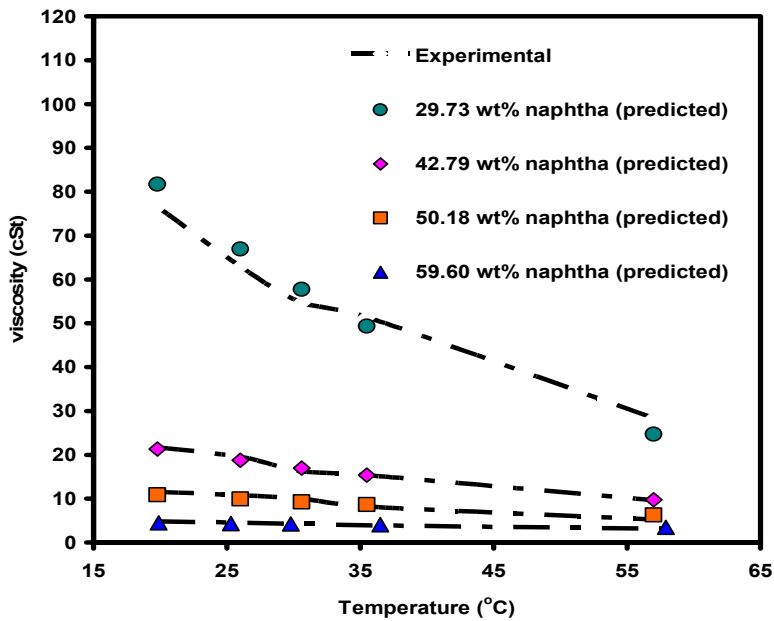 120
110
100
90
80
70
60
50
40
30
20
10
0
viscosity (cSt)
Experimental
29.73 wt% naphtha (predicted)
42.79 wt% naphtha (predicted)
50.18 wt% naphtha (predicted)
59.60 wt% naphtha (predicted)
15 25 35 45 55 65
Temperature (°C)